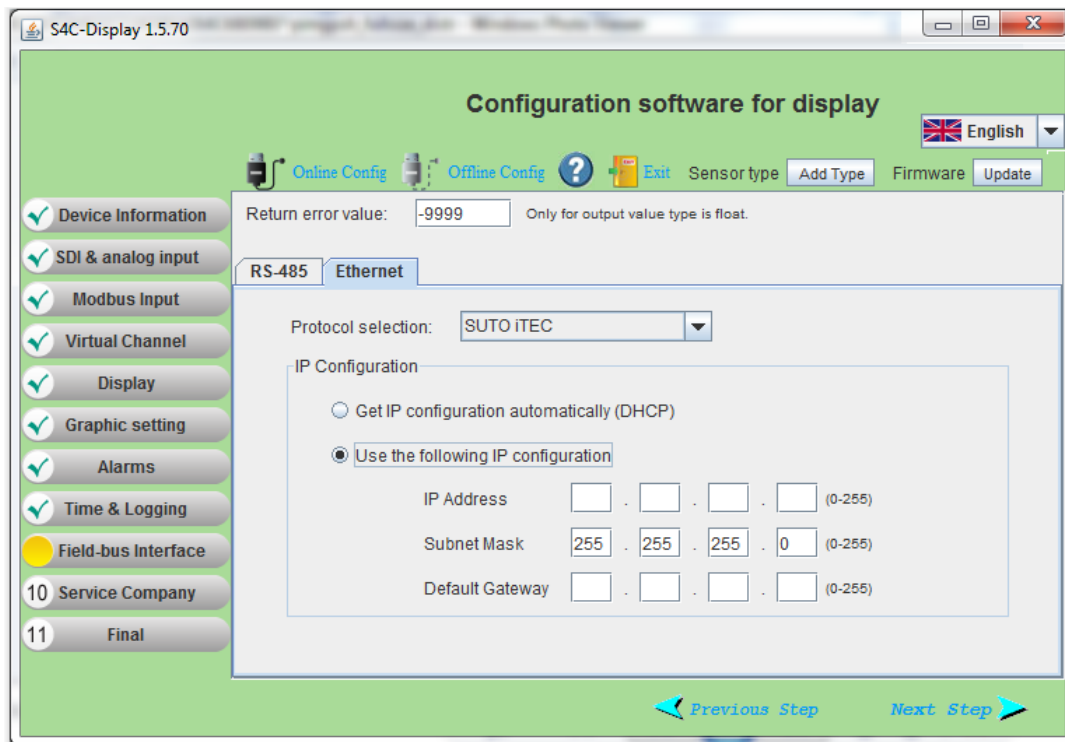 S4C-Display 1.5.70
Configuration software for display
English
Online Config Offline Config ? Exit Sensor type Add Type Firmware Update
Device Information
SDI & analog input
Modbus Input
Virtual Channel
Display
Graphic setting
Alarms
Time & Logging
Field-bus Interface
10 Service Company
11 Final
Return error value: -9999 Only for output value type is float.
RS-485 Ethernet
Protocol selection: SUTO iTEC
IP Configuration
Get IP configuration automatically (DHCP)
Use the following IP configuration
IP Address . . . (0-255)
Subnet Mask 255 . 255 . 255 . 0 (0-255)
Default Gateway . . . (0-255)
Previous Step Next Step